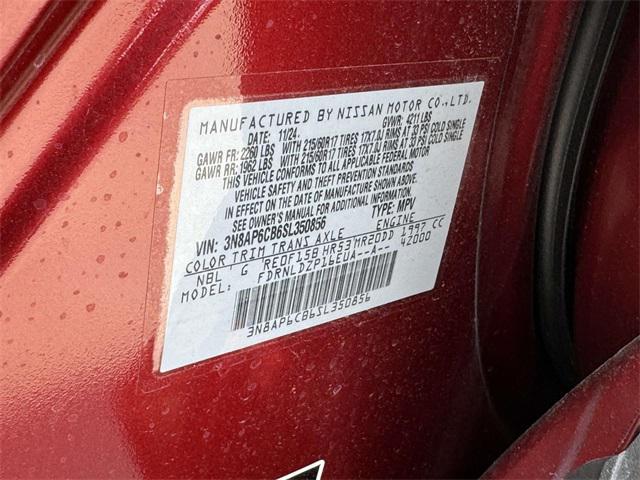 MANUFACTURED BY NISSAN MOTOR CO.,LTD.
DATE: 11/24. GVWR: 4211 LBS
GAWR FR: 2260 LBS WITH 215/60R17 TIRES 17X7.J RIMS AT 33 PSI COLD SINGLE
GAWR RR: 1962 LBS WITH 215/60R17 TIRES 17X7.J RIMS AT 33 PSI COLD SINGLE
THIS VEHICLE CONFORMS TO ALL APPLICABLE FEDERAL MOTOR
VEHICLE SAFETY AND THEFT PREVENTION STANDARDS
IN EFFECT ON THE DATE OF MANUFACTURE SHOWN ABOVE.
SEE OWNER'S MANUAL FOR ADDITIONAL INFORMATION.
VIN: 3N8AP6CB6SL350856 TYPE: MPV
COLOR TRIM TRANS AXLE ENGINE
NBL G RE0F15B HR53 MR20DD 1997 CC
MODEL: FDRNLDZP16EUA--A-- 42000
3N8AP6CB6SL350856